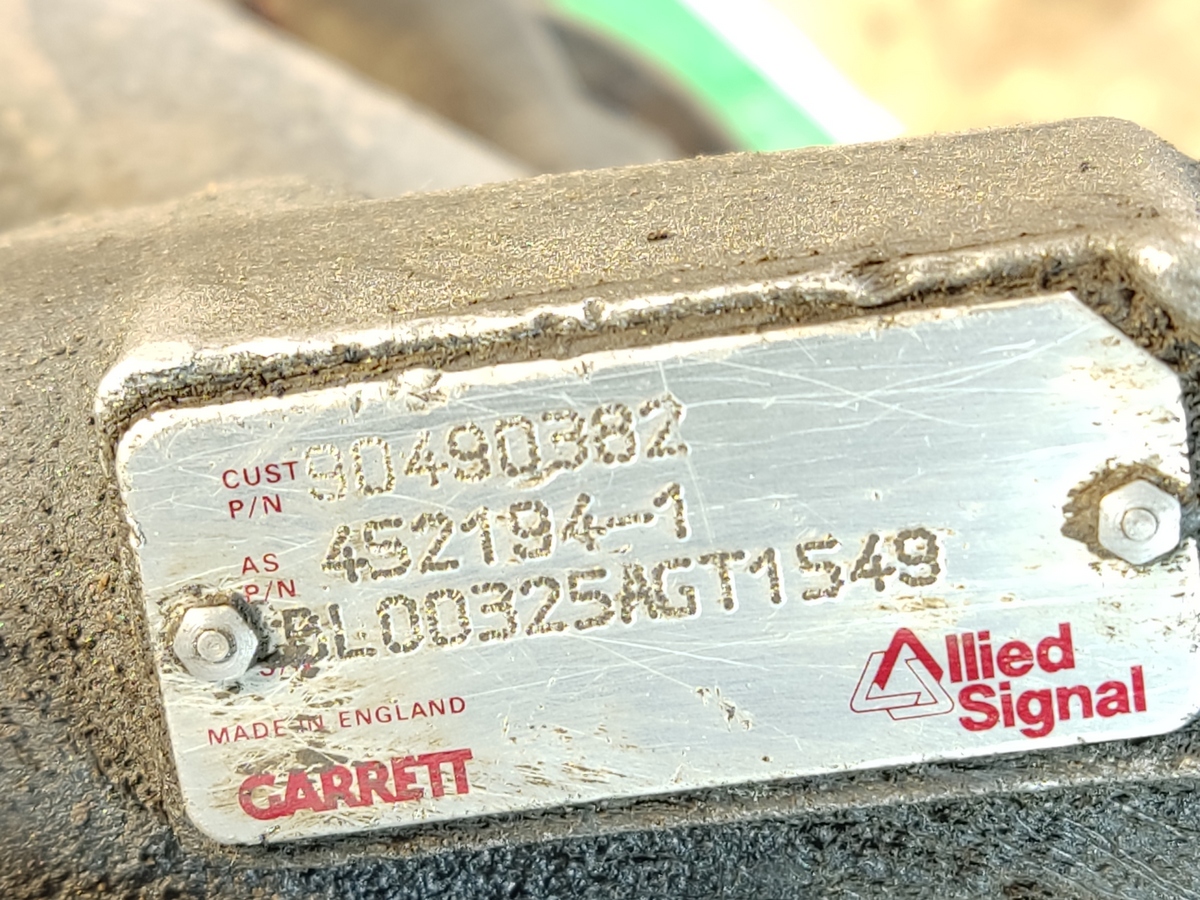 CUST 90490382
P/N
AS 452194-1
P/N
BL00325AGT1549
MADE IN ENGLAND
GARRETT
Allied
Signal